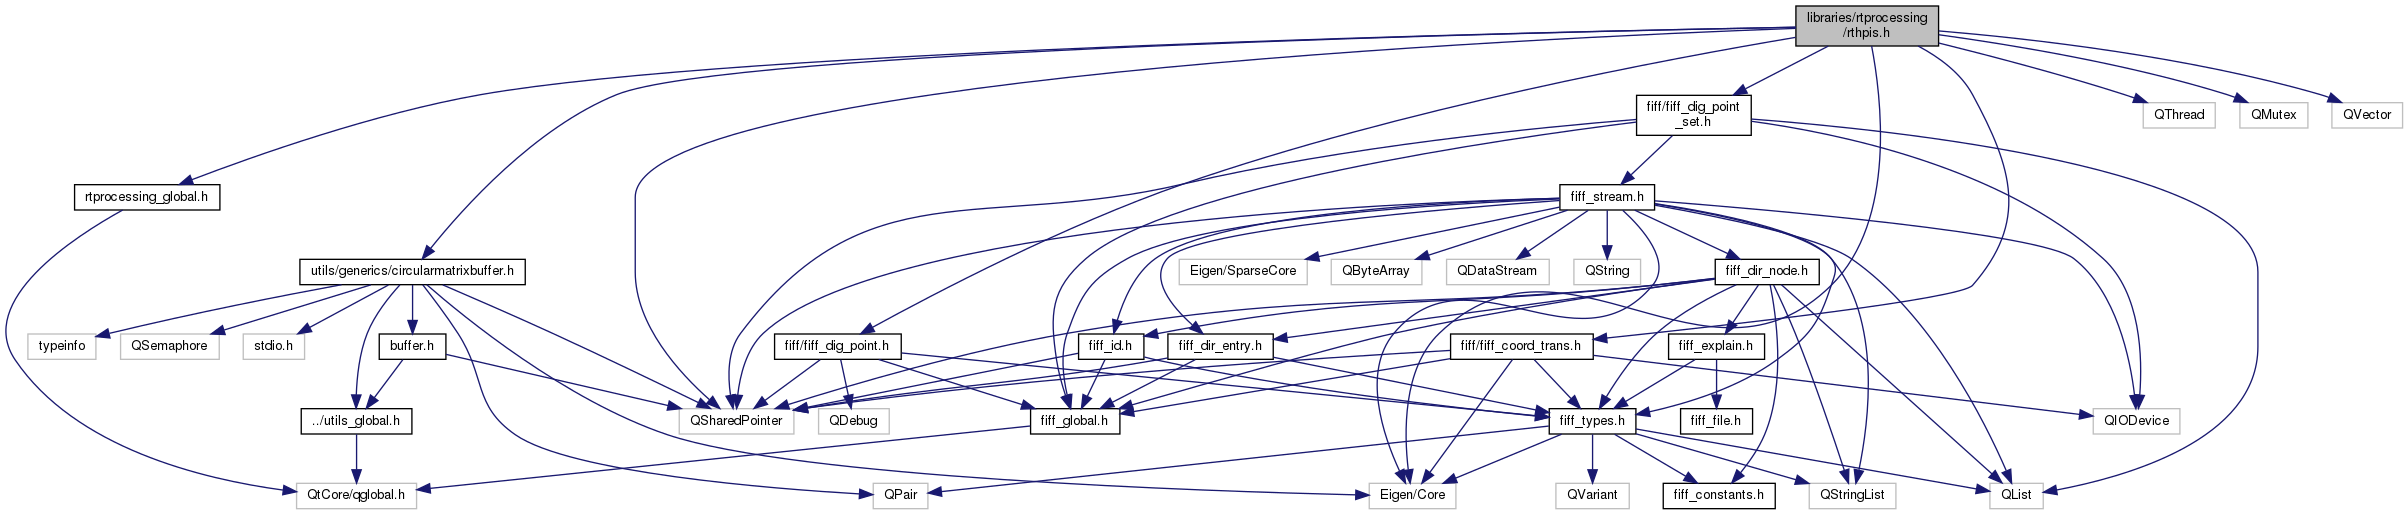 libraries/rtprocessing
/rthpis.h
fiff/fiff_dig_point
_set.h
QThread
QMutex
QVector
rtprocessing_global.h
fiff_stream.h
utils/generics/circularmatrixbuffer.h
Eigen/SparseCore
QByteArray
QDataStream
QString
fiff_dir_node.h
typeinfo
QSemaphore
stdio.h
buffer.h
fiff/fiff_dig_point.h
fiff_id.h
fiff_dir_entry.h
fiff/fiff_coord_trans.h
fiff_explain.h
../utils_global.h
QSharedPointer
QDebug
fiff_global.h
fiff_types.h
fiff_file.h
QIODevice
QtCore/qglobal.h
QPair
Eigen/Core
QVariant
fiff_constants.h
QStringList
QList